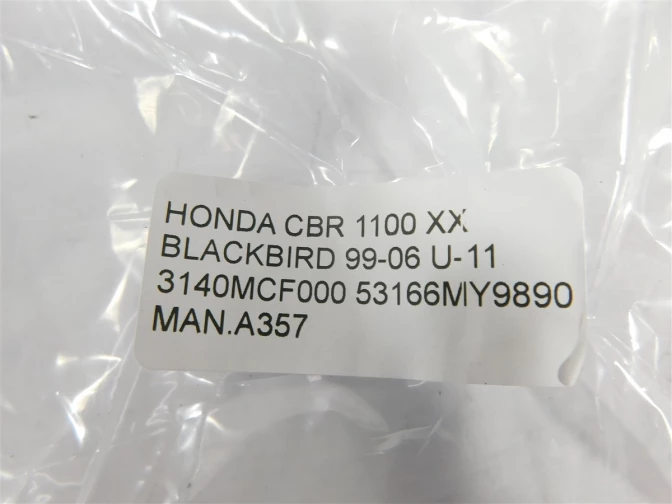 HONDA CBR 1100 XX
BLACKBIRD 99-06 U-11
3140MCF000 53166MY9890
MAN.A357